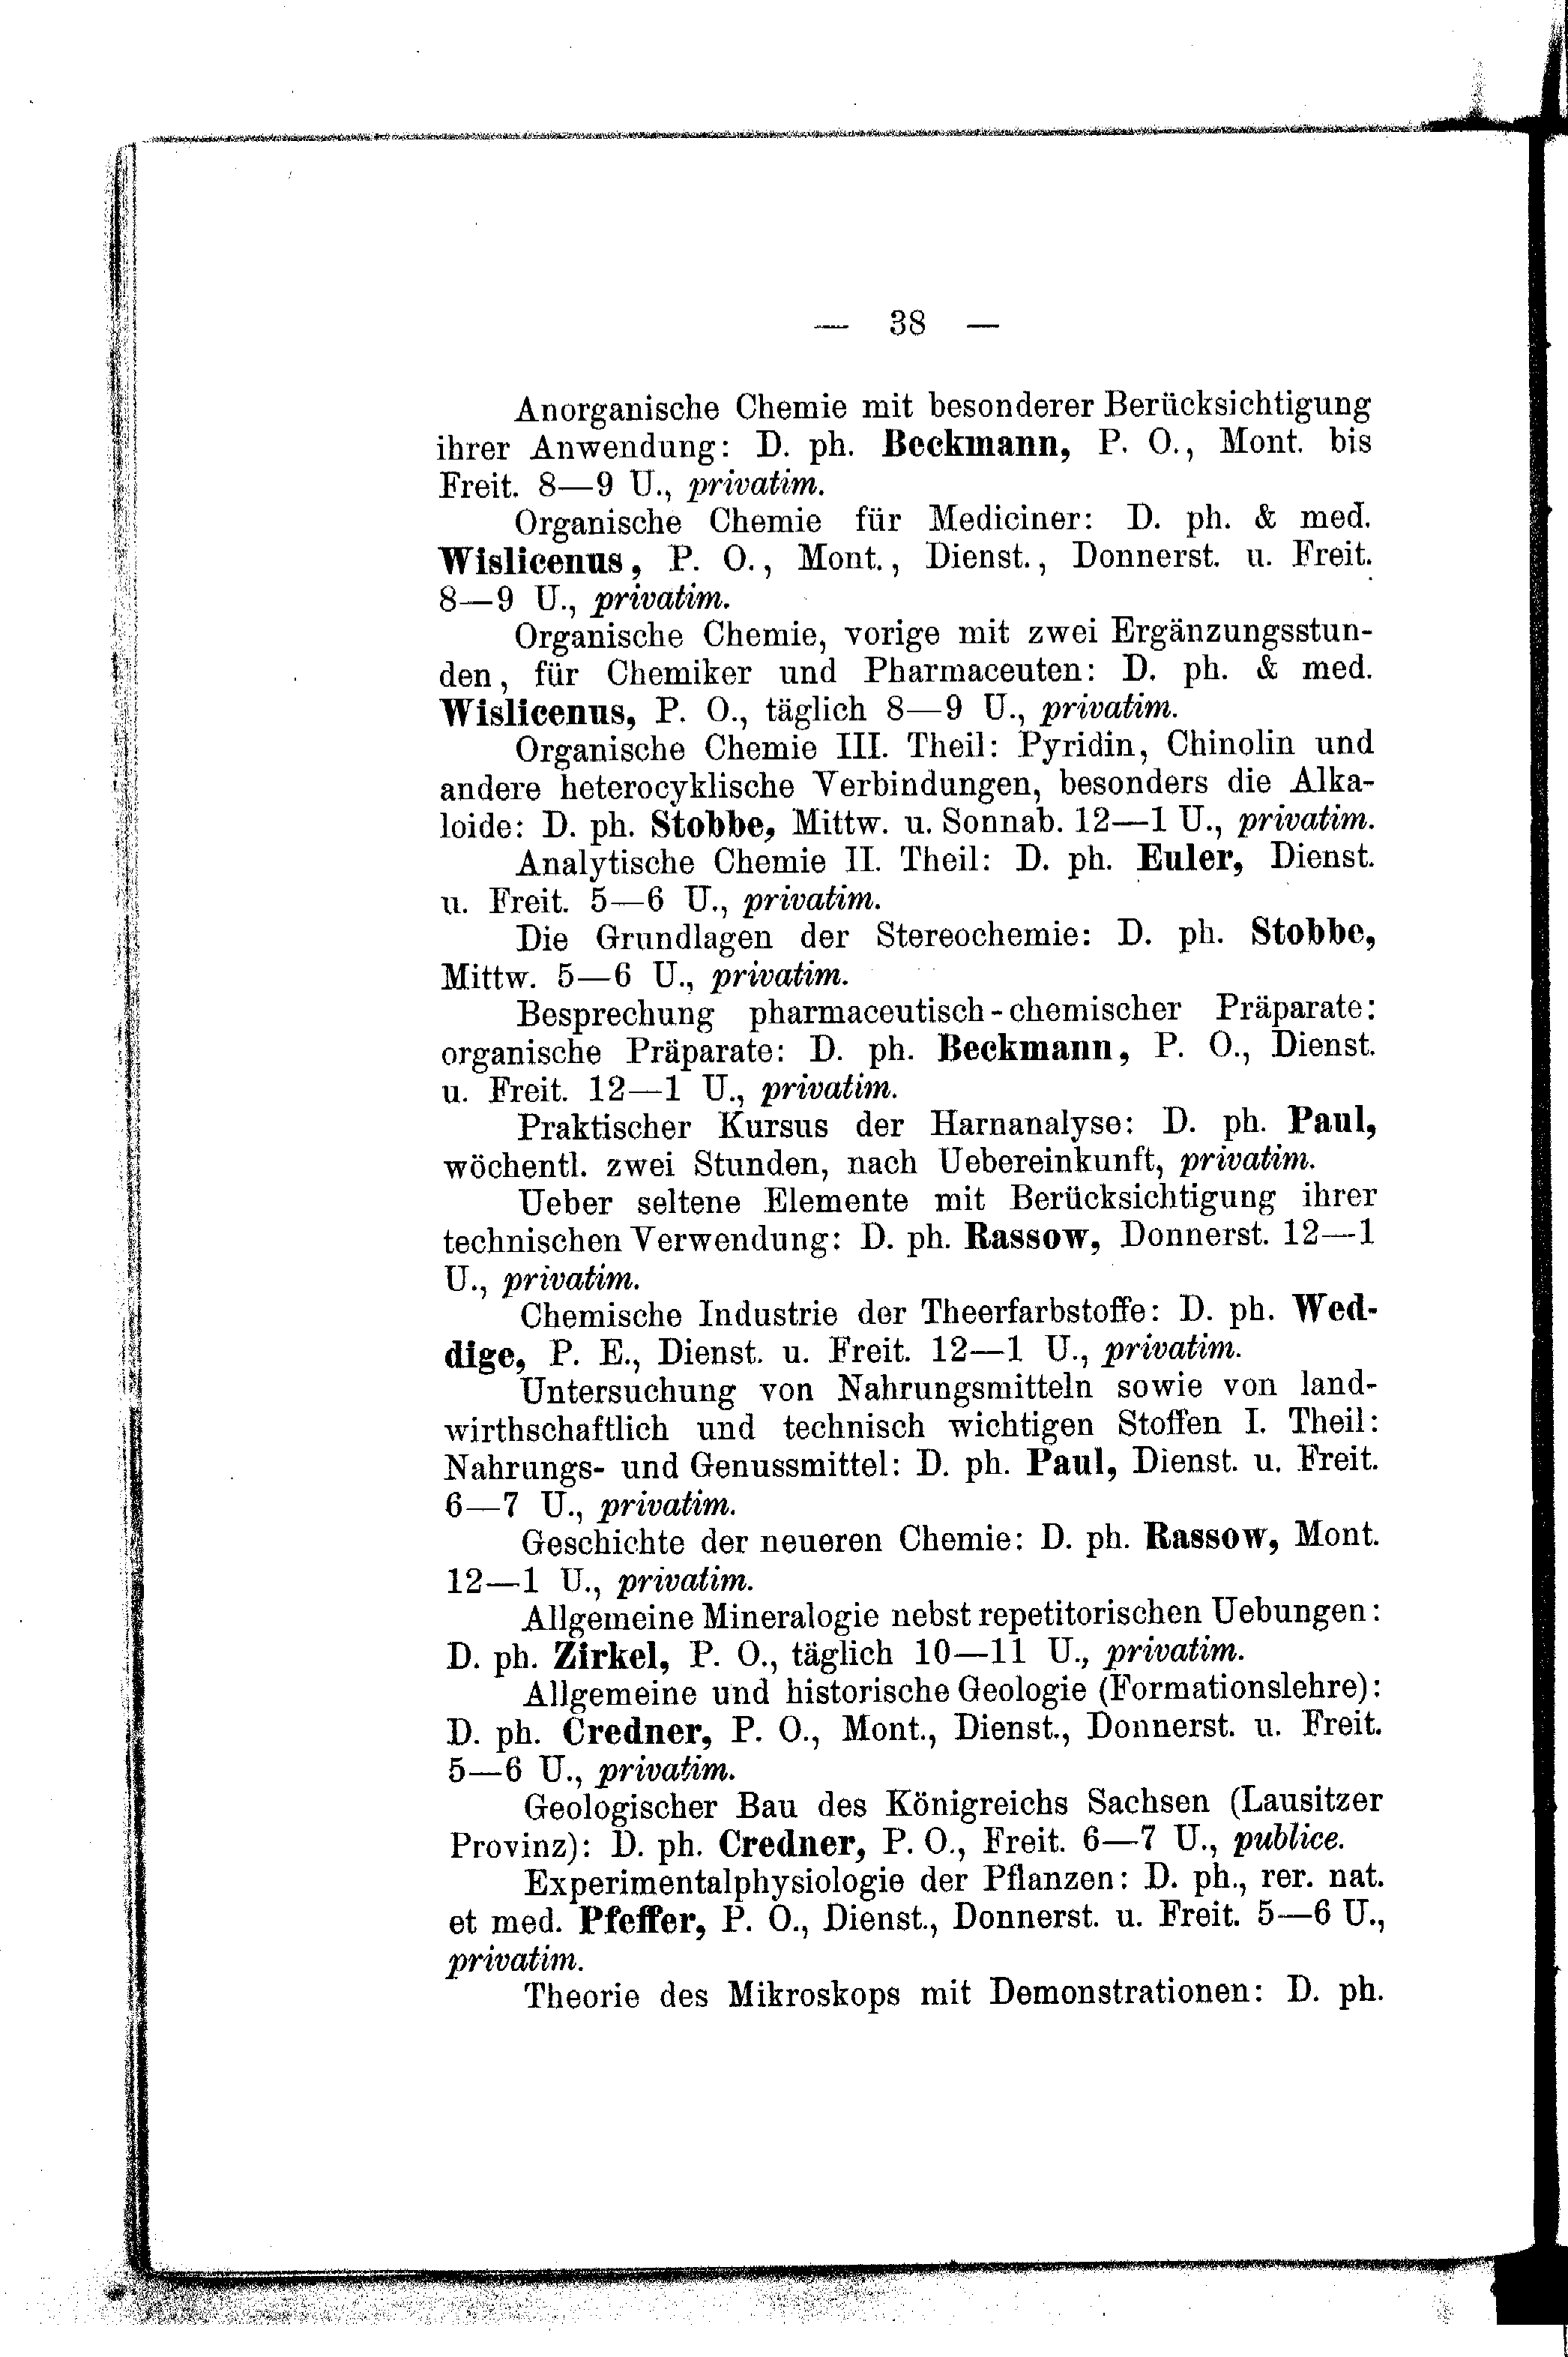 — 38 —
Anorganische Chemie mit besonderer Berücksichtigung
ihrer Anwendung: D. ph. Beckmann, P. O., Mont. bis
Freit. 8—9 U., privatim.
Organische Chemie für Mediciner: D. ph. & med.
Wislicenus, P. O., Mont., Dienst., Donnerst. u. Freit.
8—9 U., privatim.
Organische Chemie, vorige mit zwei Ergänzungsstun-
den, für Chemiker und Pharmaceuten: D. ph. & med.
Wislicenus, P. O., täglich 8—9 U., privatim.
Organische Chemie III. Theil: Pyridin, Chinolin und
andere heterocyklische Verbindungen, besonders die Alka-
loide: D. ph. Stobbe, Mittw. u. Sonnab. 12—1 U., privatim.
Analytische Chemie II. Theil: D. ph. Euler, Dienst.
u. Freit. 5—6 U., privatim.
Die Grundlagen der Stereochemie: D. ph. Stobbe,
Mittw. 5—6 U., privatim.
Besprechung pharmaceutisch-chemischer Präparate:
organische Präparate: D. ph. Beckmann, P. O., Dienst.
u. Freit. 12—1 U., privatim.
Praktischer Kursus der Harnanalyse: D. ph. Paul,
wöchentl. zwei Stunden, nach Uebereinkunft, privatim.
Ueber seltene Elemente mit Berücksichtigung ihrer
technischen Verwendung: D. ph. Rassow, Donnerst. 12—1
U., privatim.
Chemische Industrie der Theerfarbstoffe: D. ph. Wed-
dige, P. E., Dienst. u. Freit. 12—1 U., privatim.
Untersuchung von Nahrungsmitteln sowie von land-
wirthschaftlich und technisch wichtigen Stoffen I. Theil:
Nahrungs- und Genussmittel: D. ph. Paul, Dienst. u. Freit.
6—7 U., privatim.
Geschichte der neueren Chemie: D. ph. Rassow, Mont.
12—1 U., privatim.
Allgemeine Mineralogie nebst repetitorischen Uebungen:
D. ph. Zirkel, P. O., täglich 10—11 U., privatim.
Allgemeine und historische Geologie (Formationslehre):
D. ph. Credner, P. O., Mont., Dienst., Donnerst. u. Freit.
5—6 U., privatim.
Geologischer Bau des Königreichs Sachsen (Lausitzer
Provinz): D. ph. Credner, P. O., Freit. 6—7 U., publice.
Experimentalphysiologie der Pflanzen: D. ph., rer. nat.
et med. Pfeffer, P. O., Dienst., Donnerst. u. Freit. 5—6 U.,
privatim.
Theorie des Mikroskops mit Demonstrationen: D. ph.